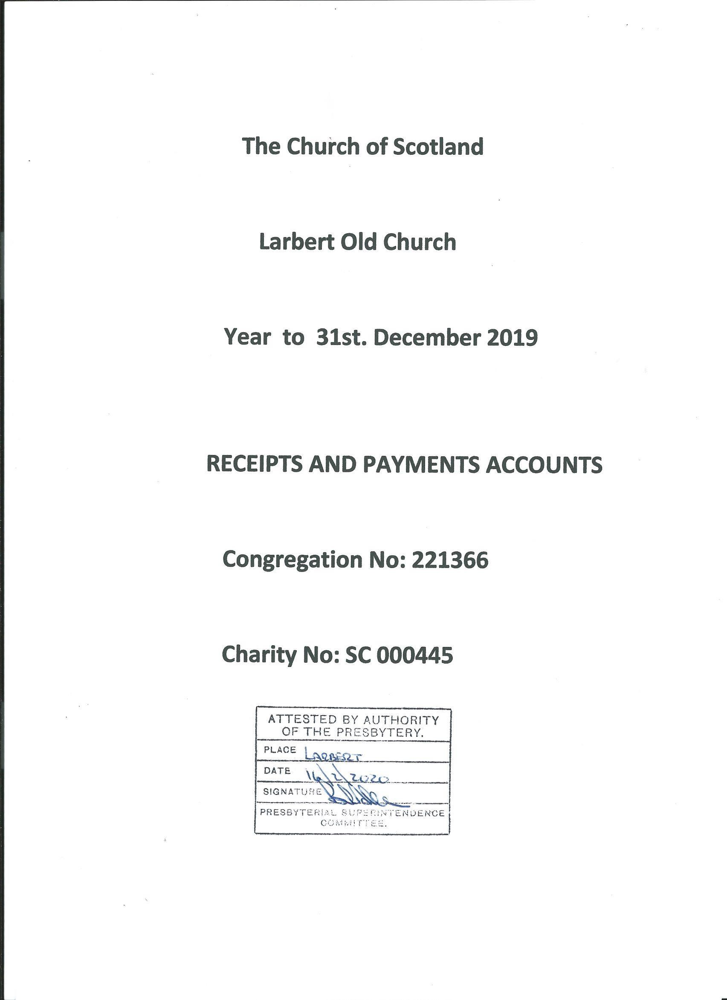 The Church of Scotland
Larbert Old Church
Year to 31st. December 2019
RECEIPTS AND PAYMENTS ACCOUNTS
Congregation No: 221366
Charity No: SC 000445
ATTESTED BY AUTHORITY
OF THE PRESBYTERY.
PLACE LARBERT
DATE 16/2/2020
SIGNATURE
PRESBYTERIAL SUPERINTENDENCE
COMMITTEE.